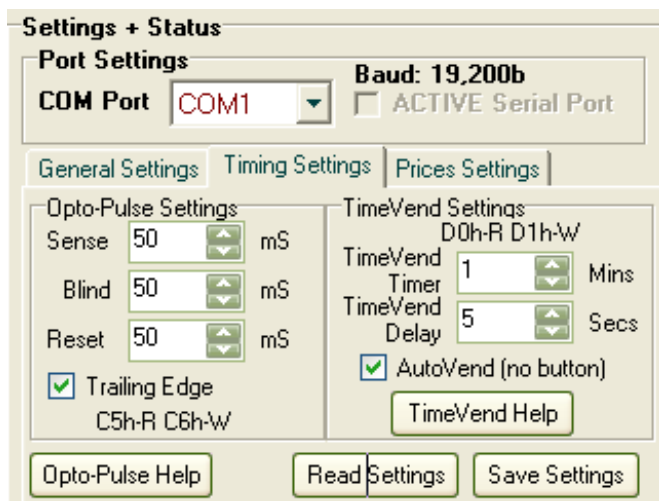 Settings + Status
Port Settings
Baud: 19,200b
COM Port COM1 ACTIVE Serial Port
General Settings Timing Settings Prices Settings
Opto-Pulse Settings
Sense 50 mS
Blind 50 mS
Reset 50 mS
Trailing Edge
C5h-R C6h-W
TimeVend Settings
D0h-R D1h-W
TimeVend
Timer 1 Mins
TimeVend
Delay 5 Secs
AutoVend (no button)
TimeVend Help
Opto-Pulse Help Read Settings Save Settings